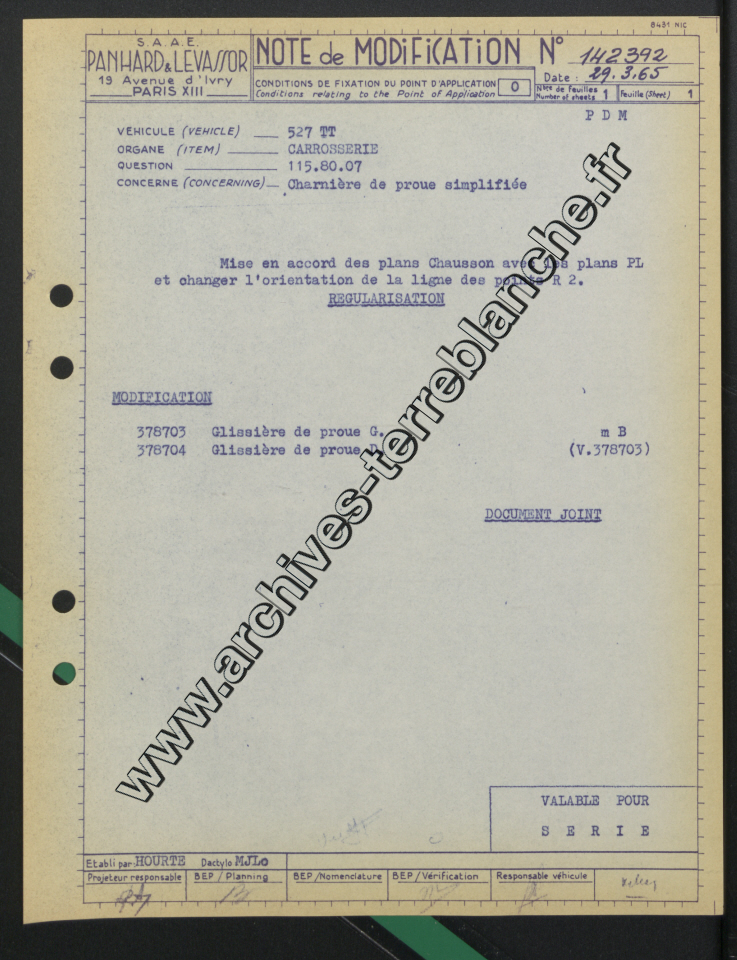 8431 NIC
S.A.A.E.
PANHARD & LEVASSOR
19 Avenue d'Ivry
PARIS XIII
NOTE de MODIFICATION N° 142392
Date : 29.3.65
CONDITIONS DE FIXATION DU POINT D'APPLICATION 0
Conditions relating to the Point of Application
Nbre de feuilles 1
Number of sheets
Feuille (Sheet) 1
P D M
VÉHICULE (VEHICLE) 527 TT
ORGANE (ITEM) CARROSSERIE
QUESTION 115.80.07
CONCERNE (CONCERNING) Charnière de proue simplifiée
Mise en accord des plans Chausson avec les plans PL
et changer l'orientation de la ligne des points R 2.
REGULARISATION
MODIFICATION
378703 Glissière de proue G. m B
378704 Glissière de proue D. (V.378703)
DOCUMENT JOINT
www.archives-terreblanche.fr
VALABLE POUR
S E R I E
Etabli par HOURTE Dactylo MJLo
Projeteur responsable
BEP / Planning
BEP /Nomenclature
BEP /Vérification
Responsable véhicule